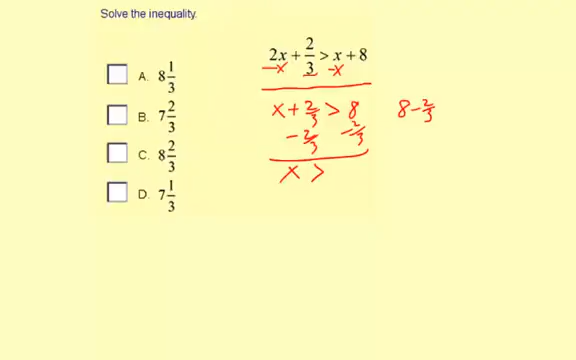 Solve the inequality.
2x + 2/3 > x + 8
-x -x
A. 8 1/3
B. 7 2/3
C. 8 2/3
D. 7 1/3
x + 2/3 > 8 8 - 2/3
- 2/3 - 2/3
x >